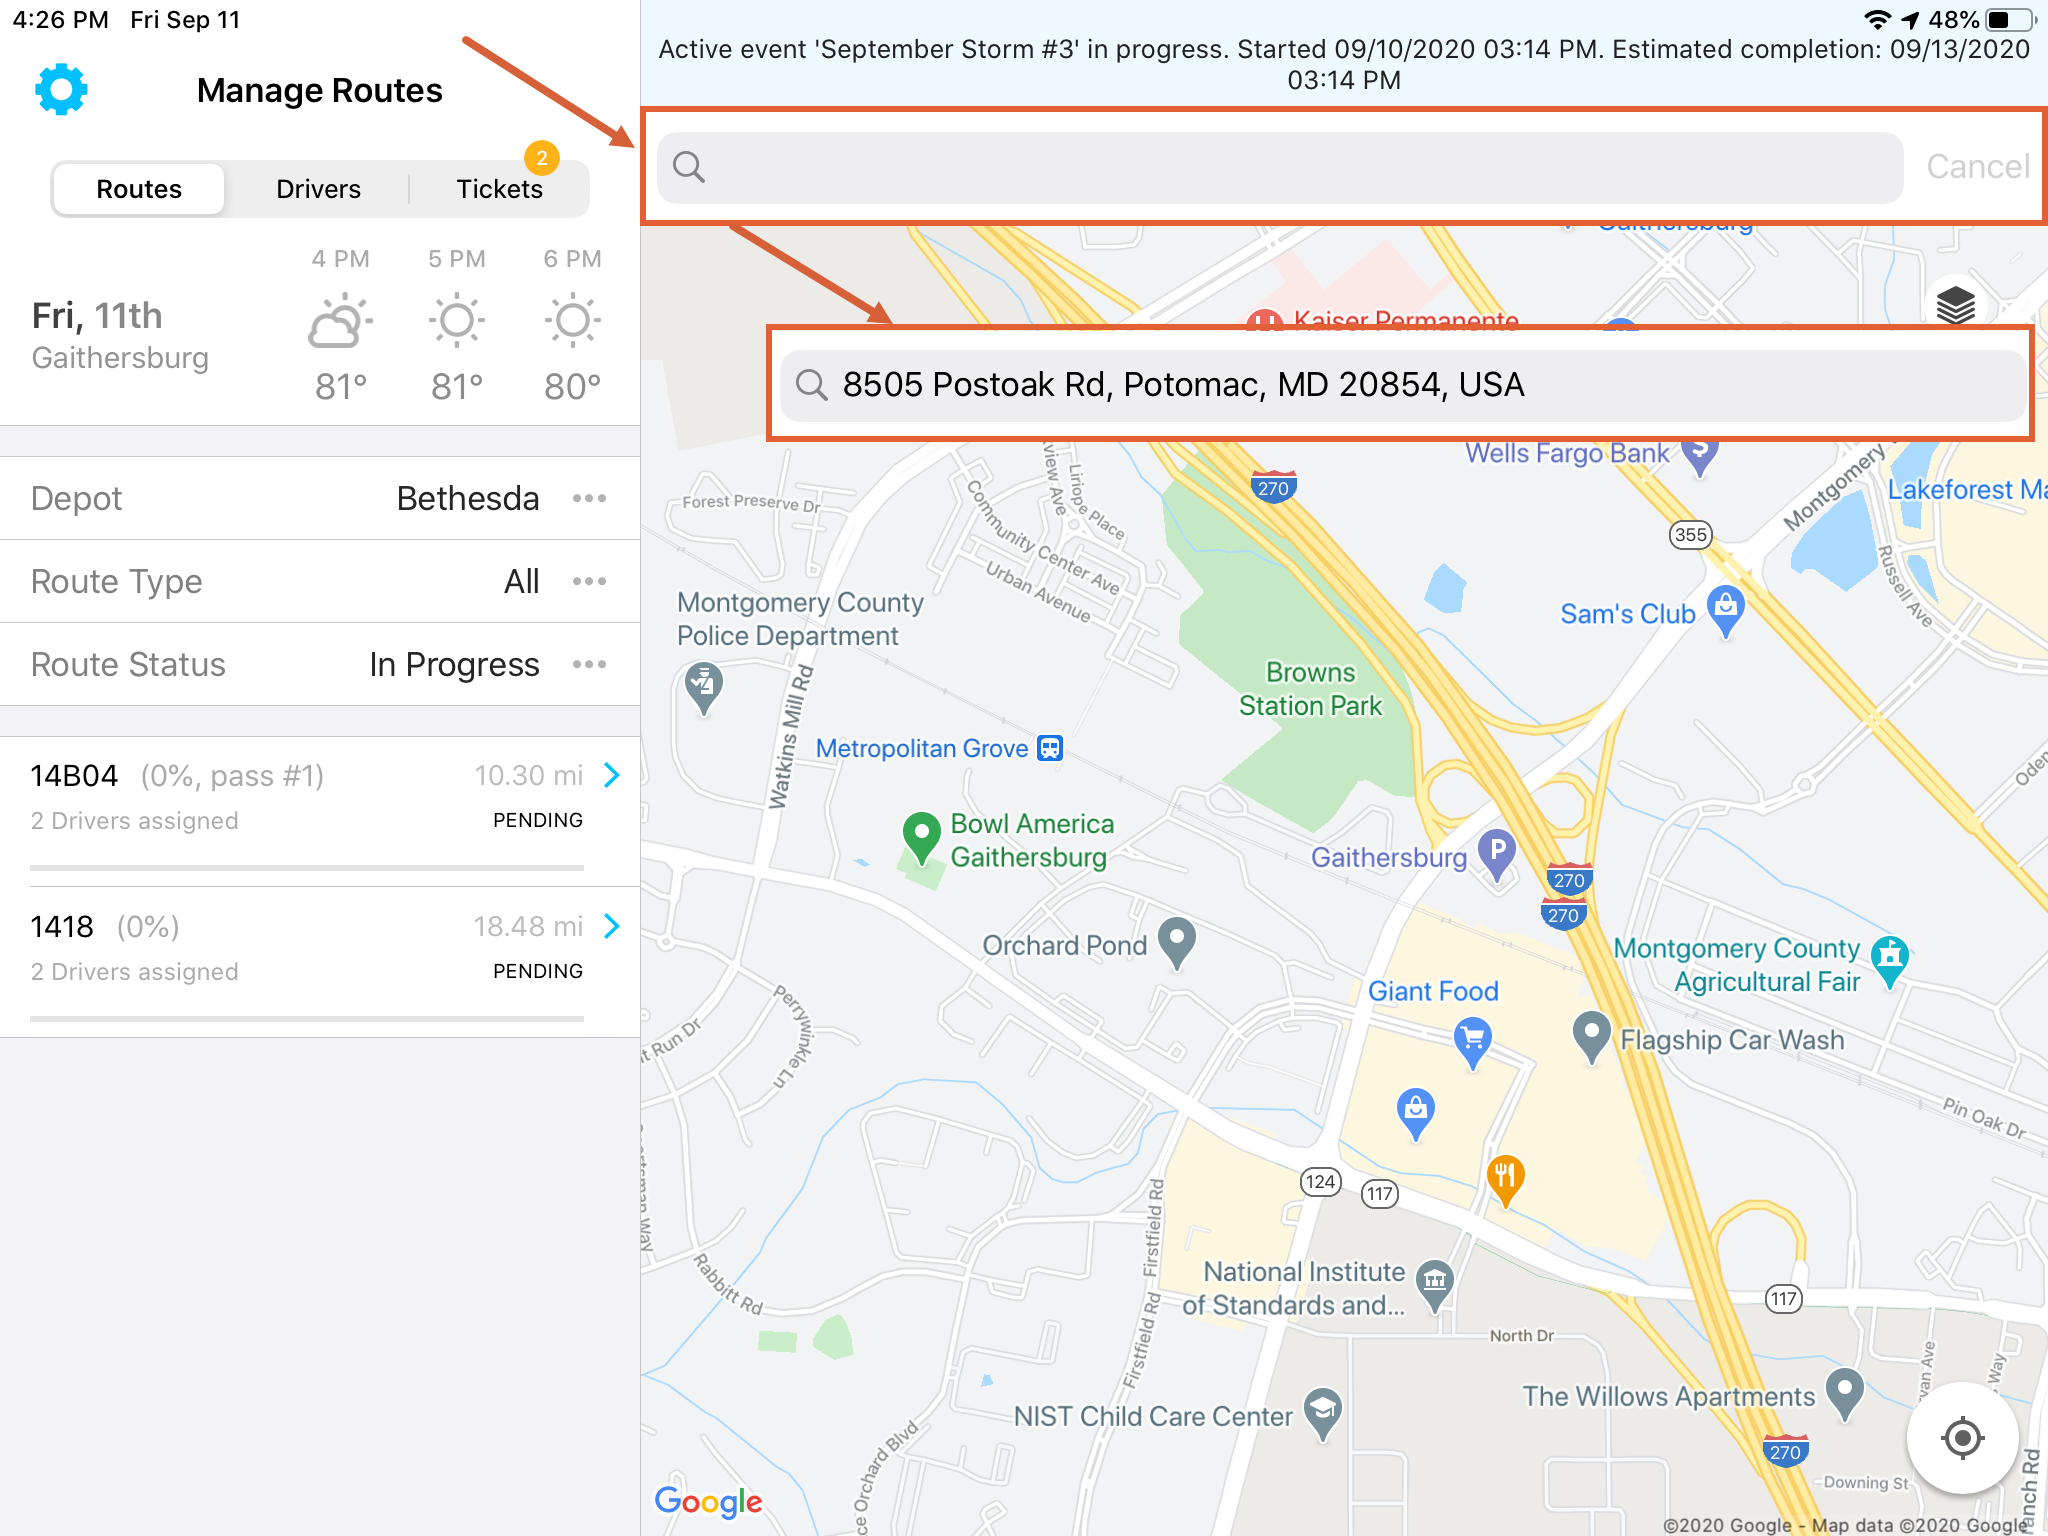 4:26 PM Fri Sep 11
48%
Manage Routes
Routes
Drivers
Tickets
2
4 PM 5 PM 6 PM
Fri, 11th
Gaithersburg
81° 81° 80°
Depot Bethesda
Route Type All
Route Status In Progress
14B04 (0%, pass #1) 10.30 mi
2 Drivers assigned PENDING
1418 (0%) 18.48 mi
2 Drivers assigned PENDING
Active event 'September Storm #3' in progress. Started 09/10/2020 03:14 PM. Estimated completion: 09/13/2020
03:14 PM
Cancel
Gaithersburg
Kaiser Permanente
8505 Postoak Rd, Potomac, MD 20854, USA
Wells Fargo Bank
270
Lakeforest
Montgomery
355
Forest Preserve Dr
Liriope Place
Community Center Ave
Urban Avenue
Russell Ave
Montgomery County
Police Department
Sam's Club
Browns
Station Park
Watkins Mill Rd
Metropolitan Grove
Bowl America
Gaithersburg
Gaithersburg
P
270
270
Orchard Pond
Montgomery County
Agricultural Fair
Giant Food
Flagship Car Wash
Perrywinkle Ln
Run Dr
Pin Oak Dr
124
117
Firstfield Rd
Firstfield Rd
Rabbitt Rd
National Institute
of Standards and...
117
North Dr
The Willows Apartments
NIST Child Care Center
270
Orchard Blvd
Downing St
Google
©2020 Google - Map data ©2020 Google